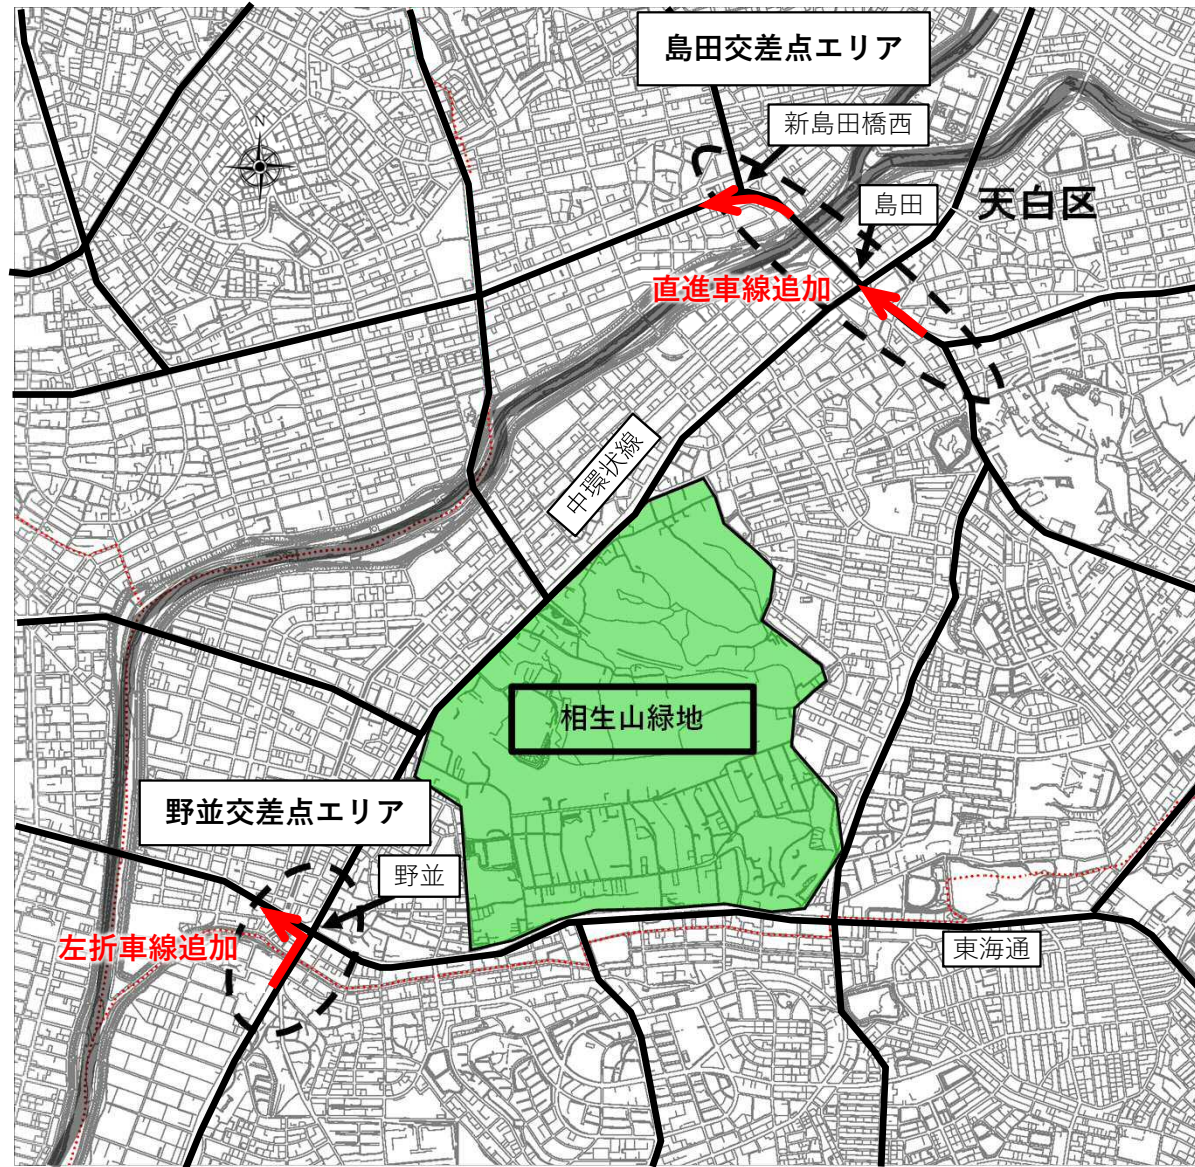 島田交差点エリア
新島田橋西
N
島田
天白区
直進車線追加
中環状線
相生山緑地
野並交差点エリア
野並
左折車線追加
東海通